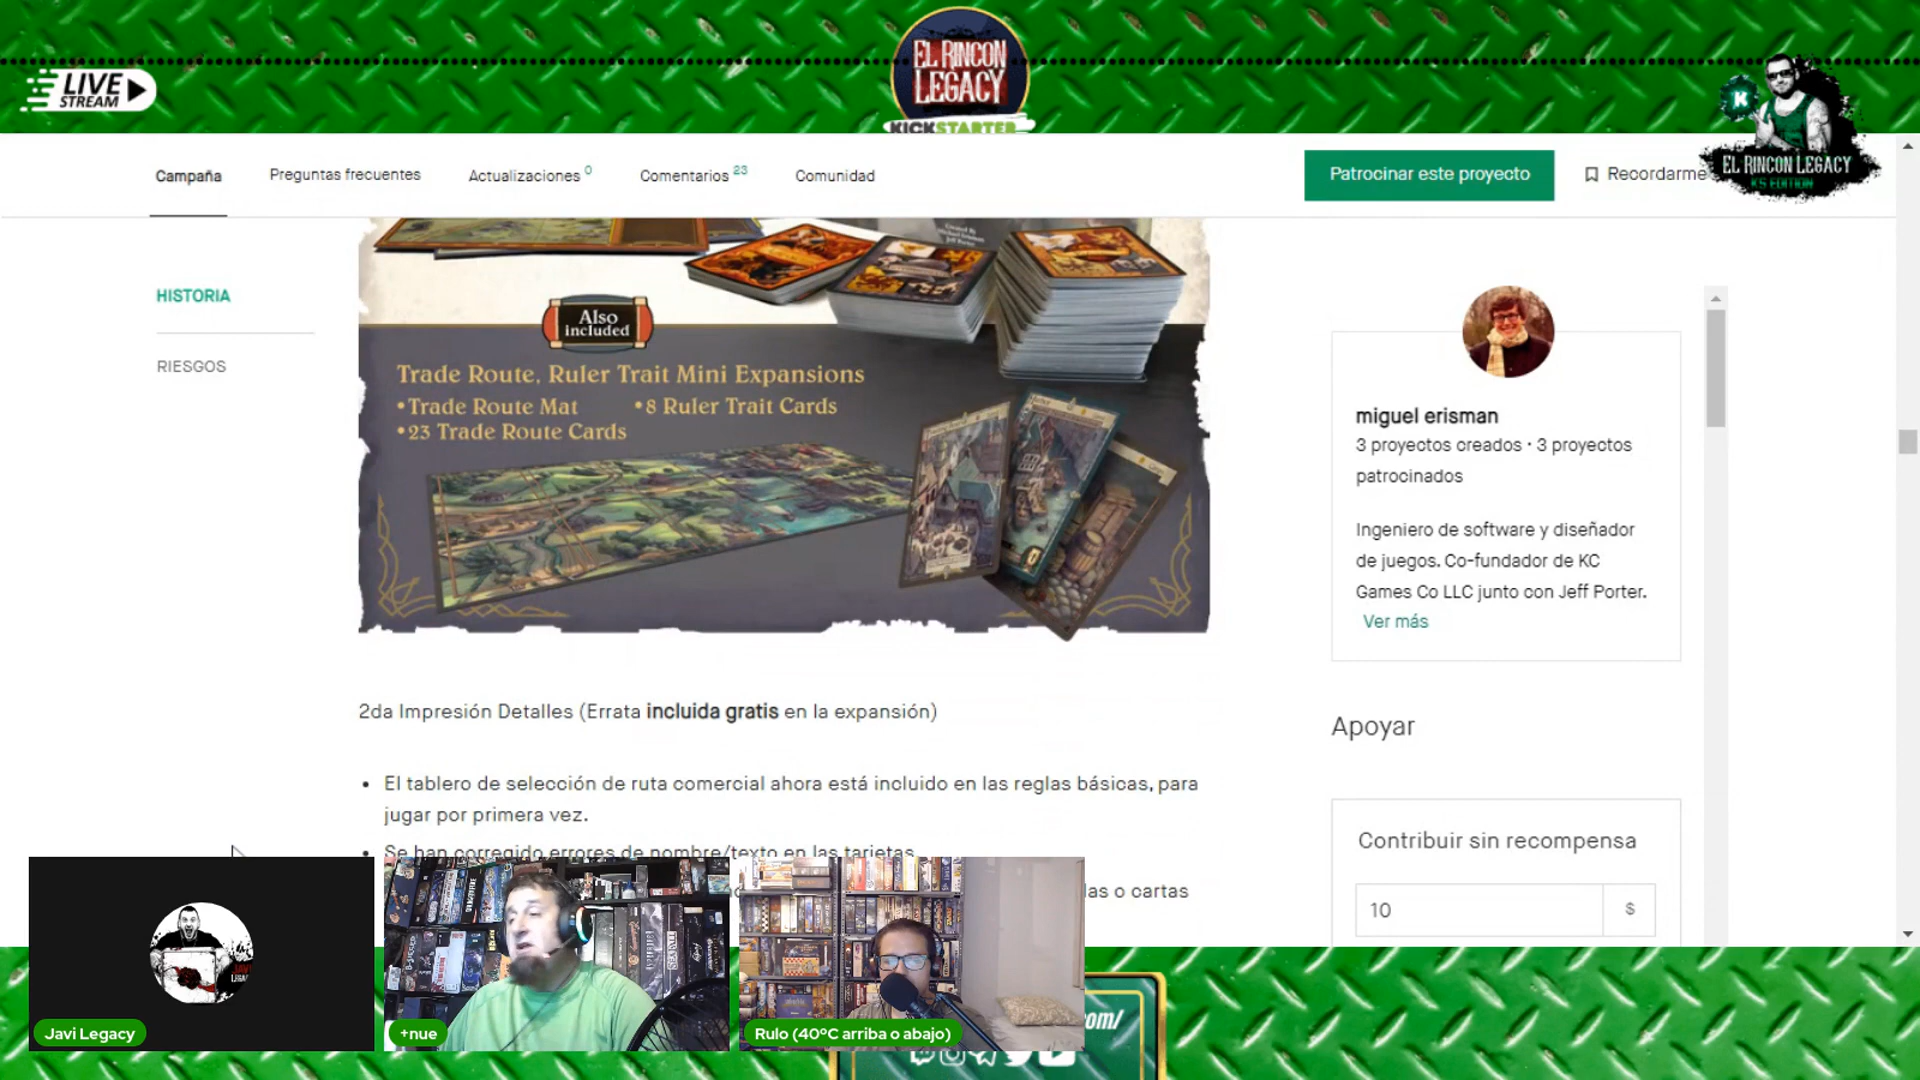 LIVE
STREAM
EL RINCON
LEGACY
KICKSTARTER
K
EL RINCON LEGACY
KS EDITION
Campaña
Preguntas frecuentes
Actualizaciones 0
Comentarios 23
Comunidad
Patrocinar este proyecto
Recordarme
HISTORIA
RIESGOS
Also
included
Trade Route, Ruler Trait Mini Expansions
•Trade Route Mat
•8 Ruler Trait Cards
•23 Trade Route Cards
miguel erisman
3 proyectos creados · 3 proyectos
patrocinados
Ingeniero de software y diseñador
de juegos. Co-fundador de KC
Games Co LLC junto con Jeff Porter.
Ver más
2da Impresión Detalles (Errata incluida gratis en la expansión)
• El tablero de selección de ruta comercial ahora está incluido en las reglas básicas, para
jugar por primera vez.
• Se han corregido errores de nombre/texto en las tarjetas
las o cartas
Apoyar
Contribuir sin recompensa
10
$
Javi Legacy
+nue
Rulo (40ºC arriba o abajo)
om/